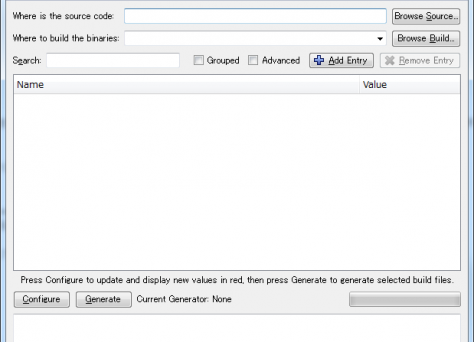 Where is the source code:
Browse Source...
Where to build the binaries:
Browse Build...
Search:
Grouped
Advanced
Add Entry
Remove Entry
Name
Value
Press Configure to update and display new values in red, then press Generate to generate selected build files.
Configure
Generate
Current Generator: None